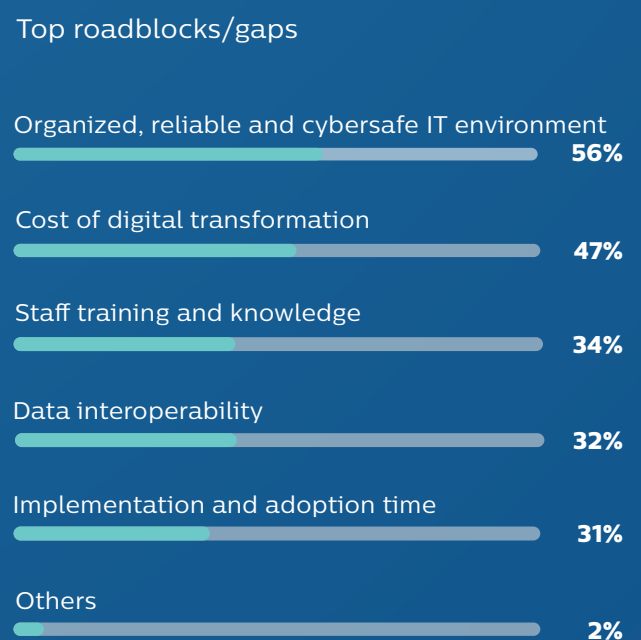 Top roadblocks/gaps
Organized, reliable and cybersafe IT environment
56%
Cost of digital transformation
47%
Staff training and knowledge
34%
Data interoperability
32%
Implementation and adoption time
31%
Others
2%